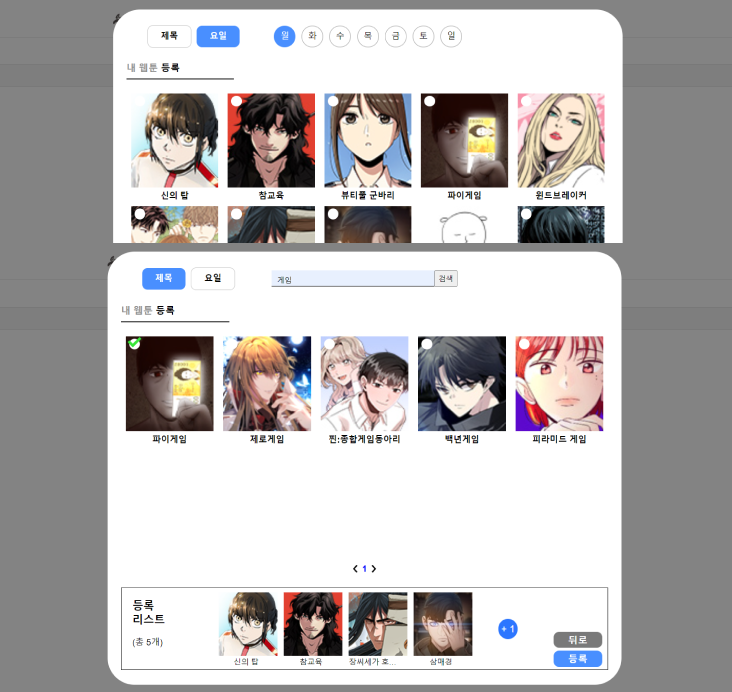 제목 요일 월 화 수 목 금 토 일
내 웹툰 등록
신의 탑 참교육 뷰티풀 군바리 파이게임 윈드브레이커
제목 요일 게임 검색
내 웹툰 등록
파이게임 제로게임 찐:종합게임동아리 백년게임 피라미드 게임
1
등록
리스트
(총 5개)
신의 탑 참교육 장씨세가 호... 삼매경
+ 1
뒤로
등록